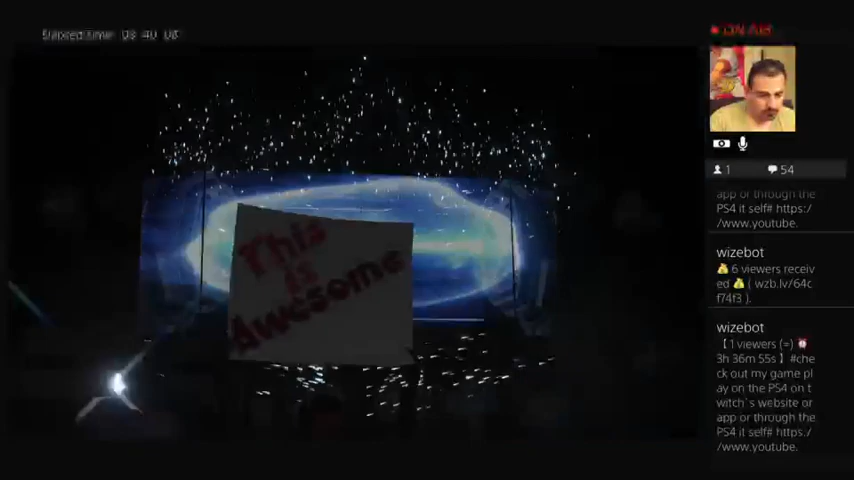 Elapsed time: 03 40 08
ON AIR
This
is
Awesome
1
54
app or through the
PS4 it self# https:/
/www.youtube.
wizebot
💰 6 viewers receiv
ed 💰 ( wzb.lv/64c
f74f3 ).
wizebot
【 1 viewers (=) ⏰
3h 36m 55s 】#che
ck out my game pl
ay on the PS4 on t
witch`s website or
app or through the
PS4 it self# https:/
/www.youtube.